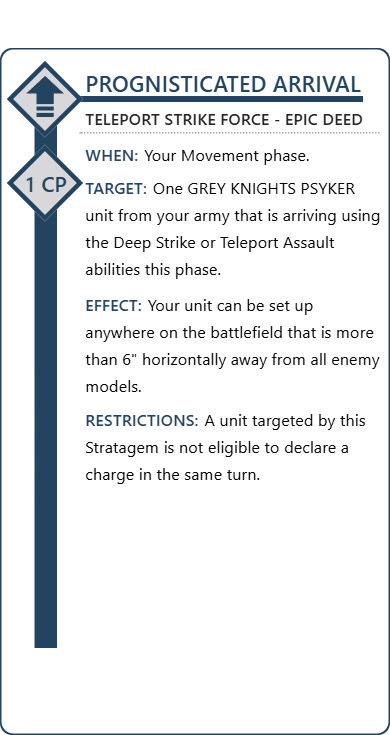 PROGNISTICATED ARRIVAL
TELEPORT STRIKE FORCE - EPIC DEED
WHEN: Your Movement phase.
1 CP
TARGET: One GREY KNIGHTS PSYKER
unit from your army that is arriving using
the Deep Strike or Teleport Assault
abilities this phase.
EFFECT: Your unit can be set up
anywhere on the battlefield that is more
than 6" horizontally away from all enemy
models.
RESTRICTIONS: A unit targeted by this
Stratagem is not eligible to declare a
charge in the same turn.